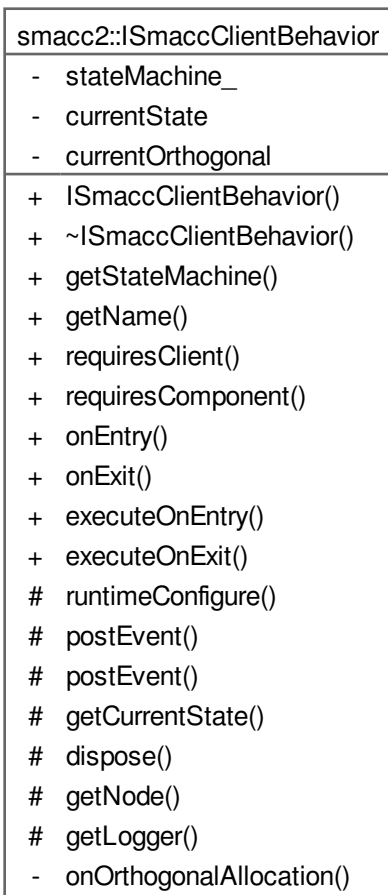 smacc2::ISmaccClientBehavior
- stateMachine_
- currentState
- currentOrthogonal
+ ISmaccClientBehavior()
+ ~ISmaccClientBehavior()
+ getStateMachine()
+ getName()
+ requiresClient()
+ requiresComponent()
+ onEntry()
+ onExit()
+ executeOnEntry()
+ executeOnExit()
# runtimeConfigure()
# postEvent()
# postEvent()
# getCurrentState()
# dispose()
# getNode()
# getLogger()
- onOrthogonalAllocation()